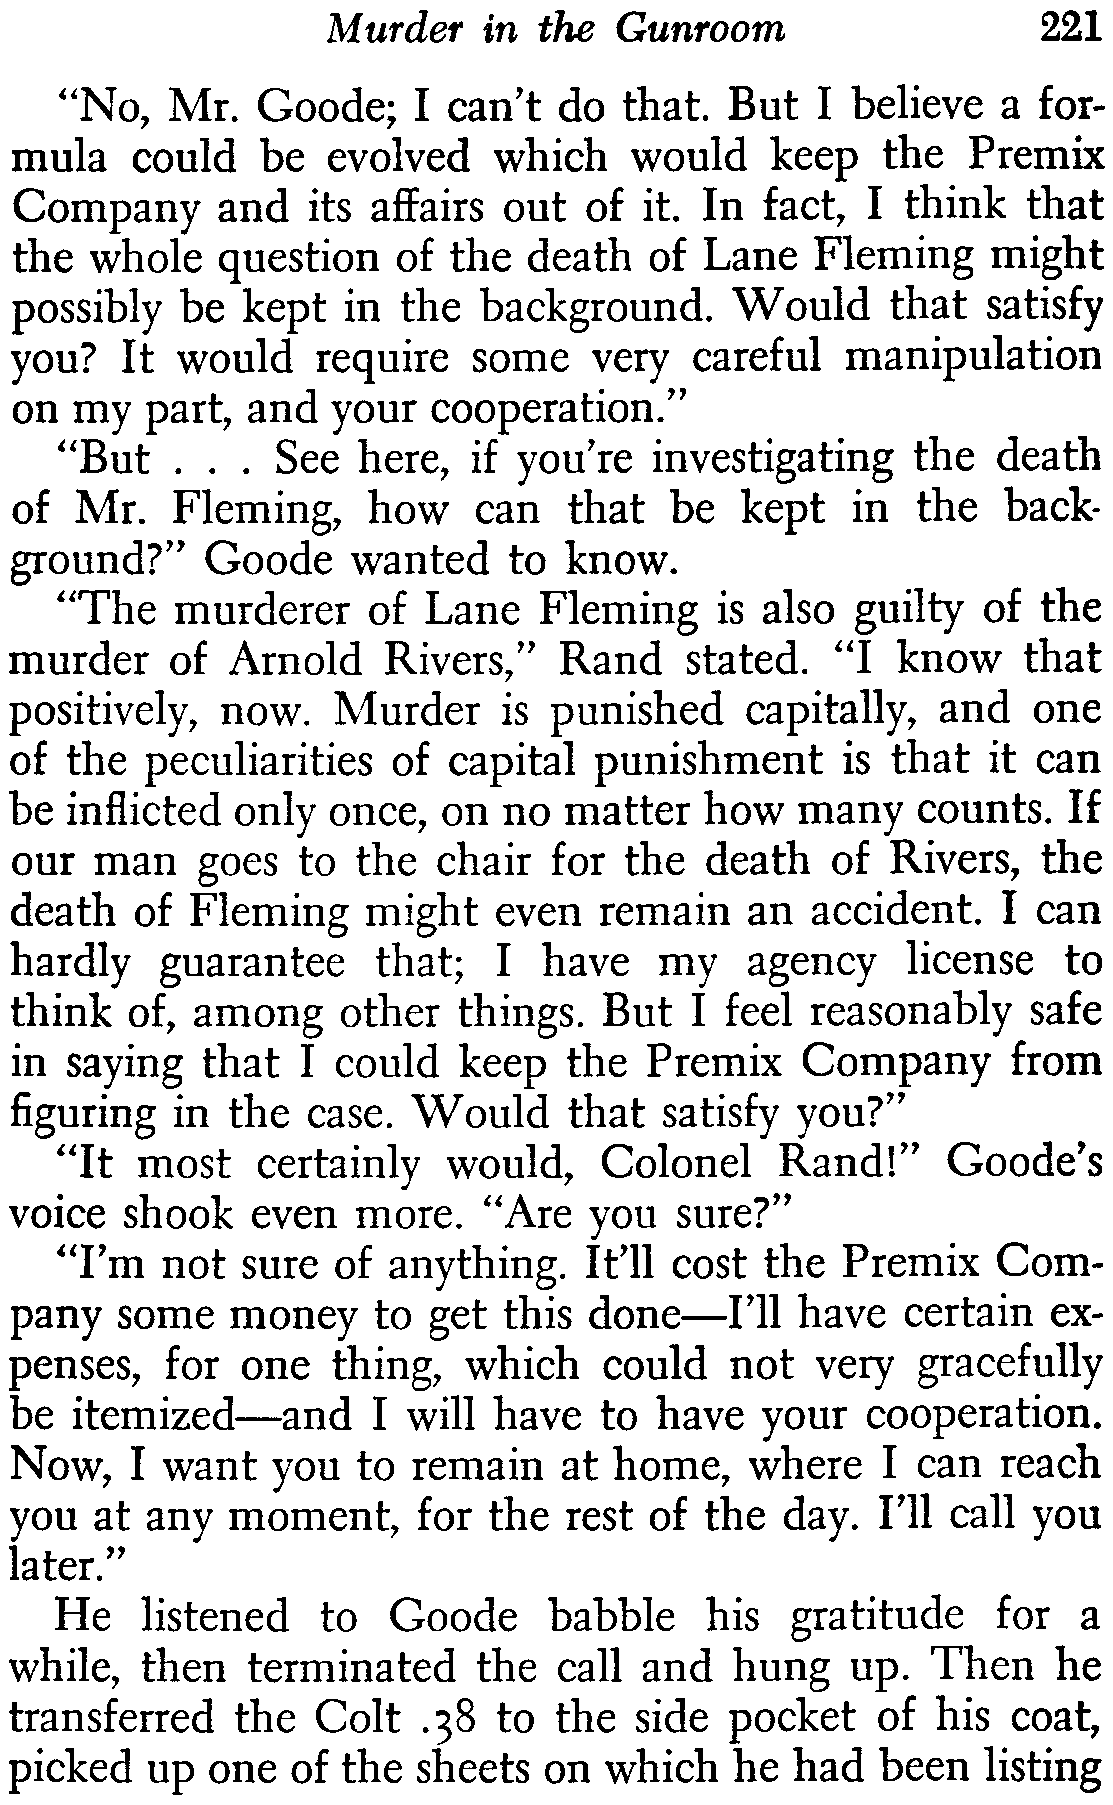 Murder in the Gunroom 221
“No, Mr. Goode; I can’t do that. But I believe a for-
mula could be evolved which would keep the Premix
Company and its affairs out of it. In fact, I think that
the whole question of the death of Lane Fleming might
possibly be kept in the background. Would that satisfy
you? It would require some very careful manipulation
on my part, and your cooperation.”
“But . . . See here, if you’re investigating the death
of Mr. Fleming, how can that be kept in the back-
ground?” Goode wanted to know.
“The murderer of Lane Fleming is also guilty of the
murder of Arnold Rivers,” Rand stated. “I know that
positively, now. Murder is punished capitally, and one
of the peculiarities of capital punishment is that it can
be inflicted only once, on no matter how many counts. If
our man goes to the chair for the death of Rivers, the
death of Fleming might even remain an accident. I can
hardly guarantee that; I have my agency license to
think of, among other things. But I feel reasonably safe
in saying that I could keep the Premix Company from
figuring in the case. Would that satisfy you?”
“It most certainly would, Colonel Rand!” Goode’s
voice shook even more. “Are you sure?”
“I’m not sure of anything. It’ll cost the Premix Com-
pany some money to get this done—I’ll have certain ex-
penses, for one thing, which could not very gracefully
be itemized—and I will have to have your cooperation.
Now, I want you to remain at home, where I can reach
you at any moment, for the rest of the day. I’ll call you
later.”
He listened to Goode babble his gratitude for a
while, then terminated the call and hung up. Then he
transferred the Colt .38 to the side pocket of his coat,
picked up one of the sheets on which he had been listing